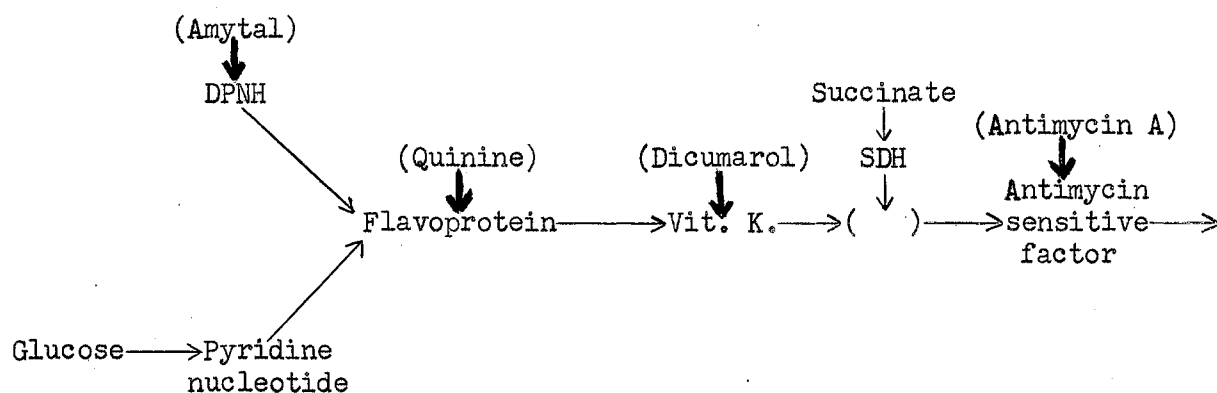 (Amytal)
DPNH
Succinate
(Antimycin A)
(Quinine)
(Dicumarol)
SDH
Antimycin
Flavoprotein
Vit. K.
( )
sensitive
factor
Glucose
Pyridine
nucleotide